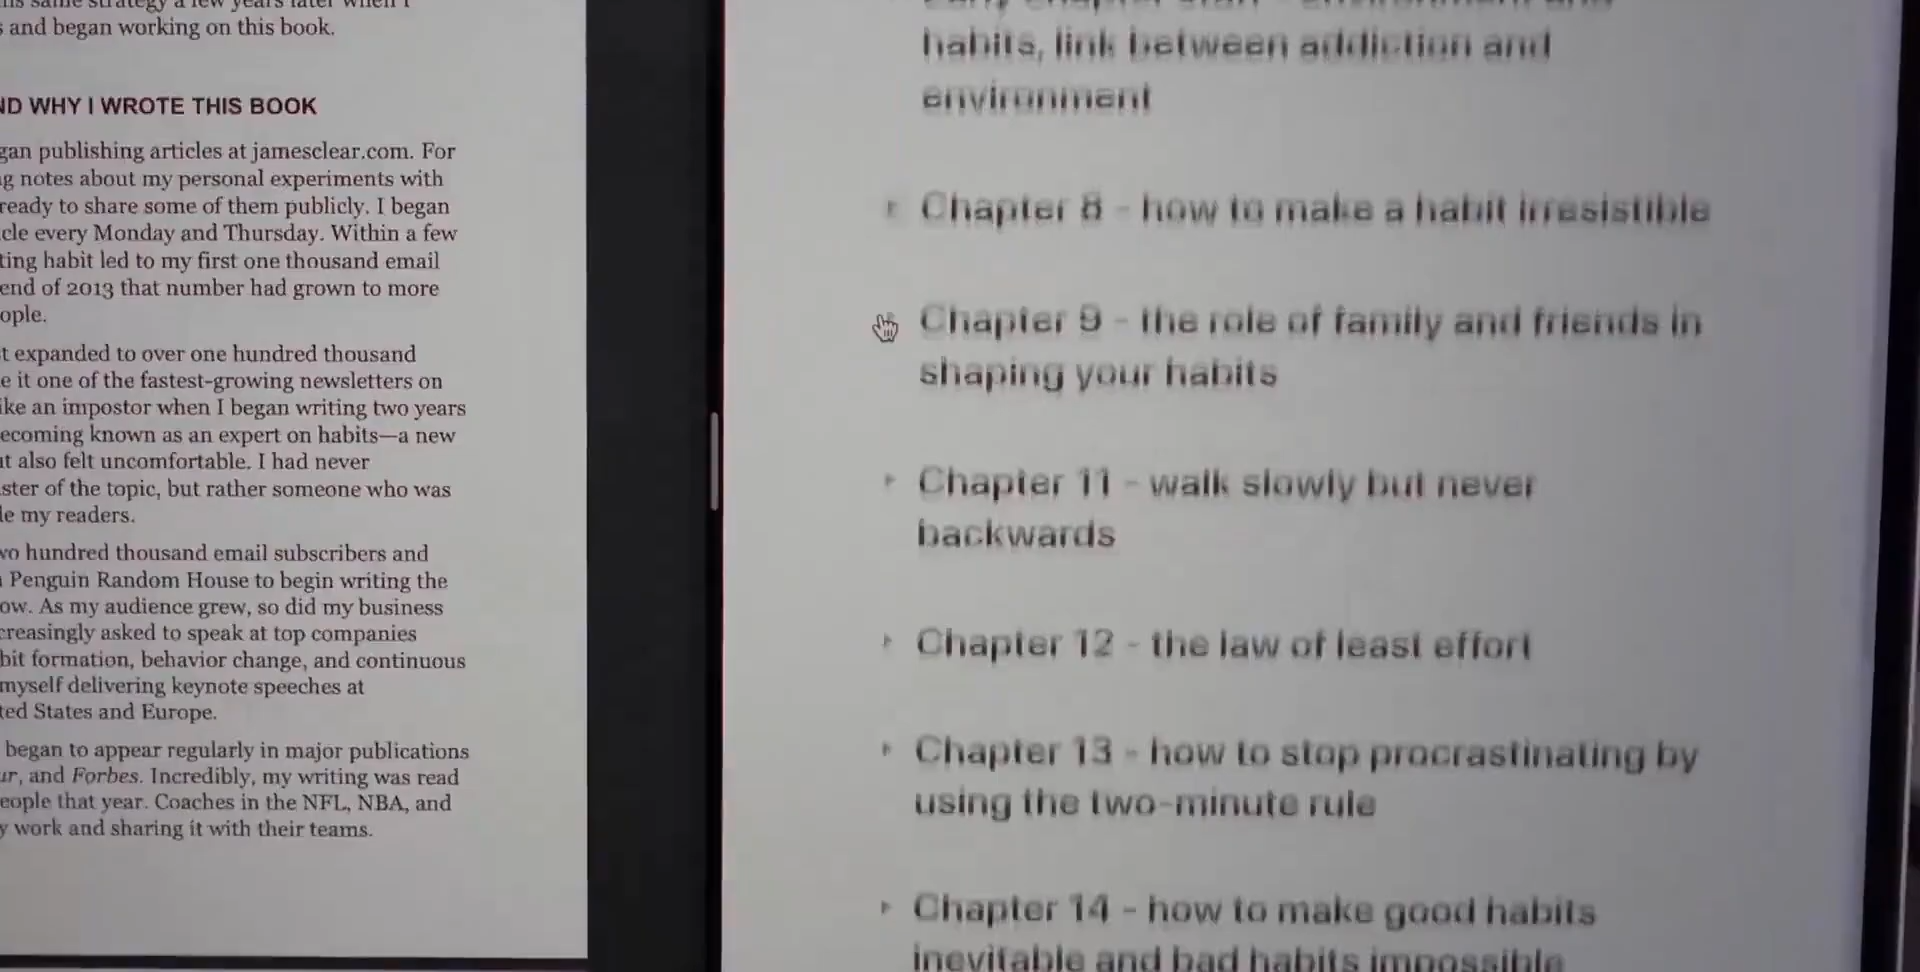 same strategy a few years later when I
and began working on this book.
ND WHY I WROTE THIS BOOK
gan publishing articles at jamesclear.com. For
g notes about my personal experiments with
ready to share some of them publicly. I began
cle every Monday and Thursday. Within a few
ting habit led to my first one thousand email
end of 2013 that number had grown to more
ople.
t expanded to over one hundred thousand
e it one of the fastest-growing newsletters on
ike an impostor when I began writing two years
ecoming known as an expert on habits—a new
t also felt uncomfortable. I had never
ster of the topic, but rather someone who was
le my readers.
wo hundred thousand email subscribers and
Penguin Random House to begin writing the
ow. As my audience grew, so did my business
creasingly asked to speak at top companies
bit formation, behavior change, and continuous
myself delivering keynote speeches at
ted States and Europe.
began to appear regularly in major publications
ur, and Forbes. Incredibly, my writing was read
eople that year. Coaches in the NFL, NBA, and
y work and sharing it with their teams.
habits, link between addiction and
environment
Chapter 8 - how to make a habit irresistible
Chapter 9 - the role of family and friends in
shaping your habits
Chapter 11 - walk slowly but never
backwards
Chapter 12 - the law of least effort
Chapter 13 - how to stop procrastinating by
using the two-minute rule
Chapter 14 - how to make good habits
inevitable and bad habits impossible